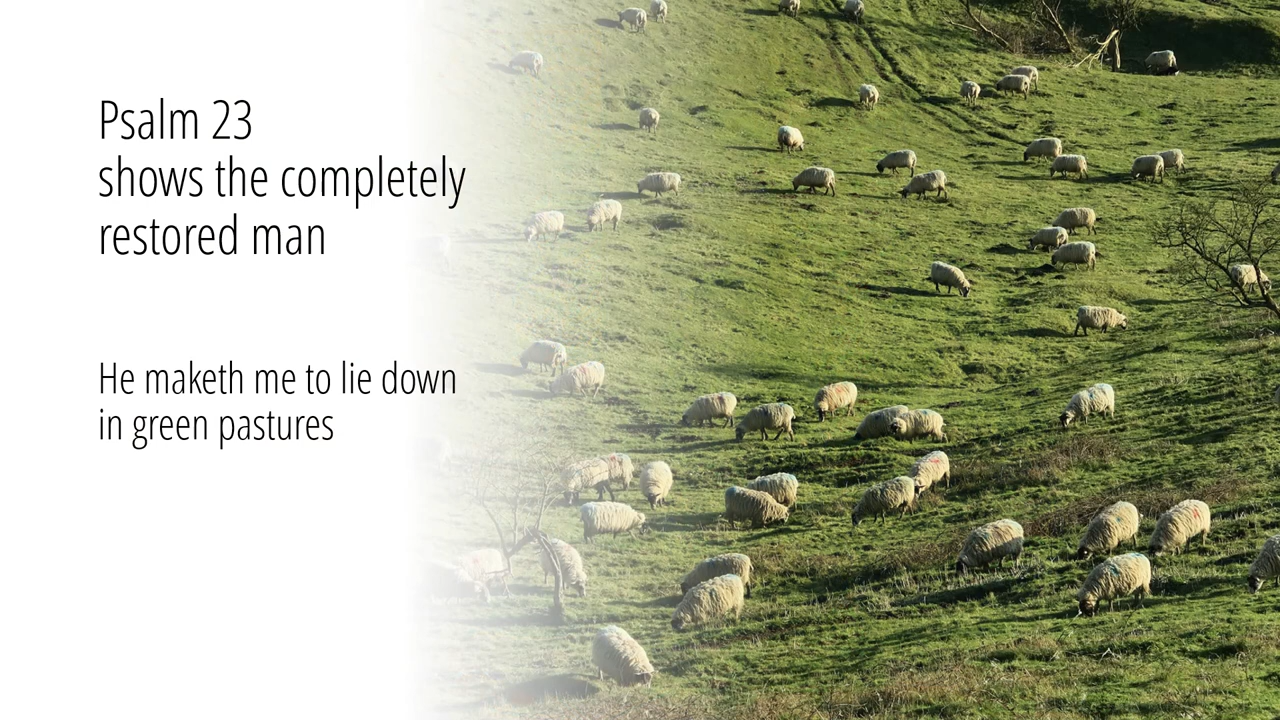 Psalm 23
shows the completely
restored man
He maketh me to lie down
in green pastures